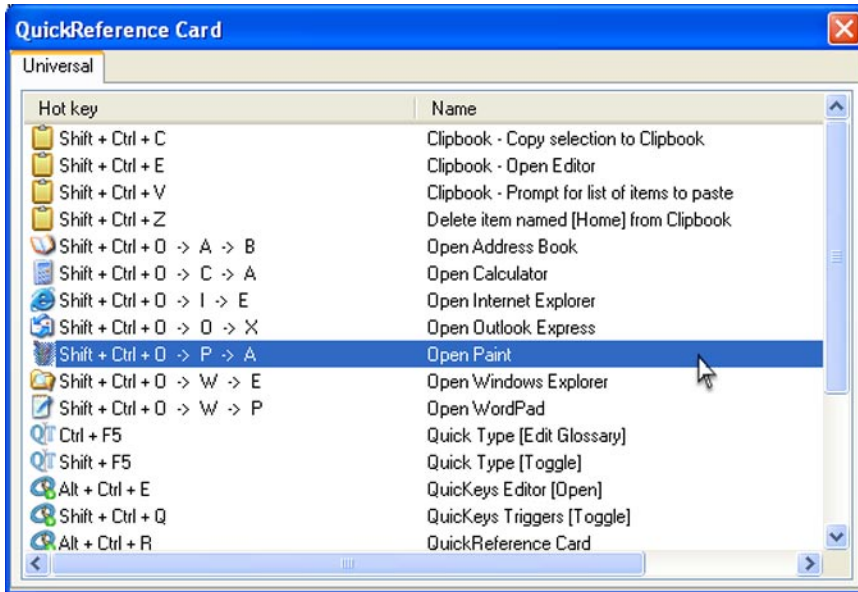 QuickReference Card
Universal
Hot key Name
Shift + Ctrl + C Clipbook - Copy selection to Clipbook
Shift + Ctrl + E Clipbook - Open Editor
Shift + Ctrl + V Clipbook - Prompt for list of items to paste
Shift + Ctrl + Z Delete item named [Home] from Clipbook
Shift + Ctrl + O -> A -> B Open Address Book
Shift + Ctrl + O -> C -> A Open Calculator
Shift + Ctrl + O -> I -> E Open Internet Explorer
Shift + Ctrl + O -> O -> X Open Outlook Express
Shift + Ctrl + O -> P -> A Open Paint
Shift + Ctrl + O -> W -> E Open Windows Explorer
Shift + Ctrl + O -> W -> P Open WordPad
QT Ctrl + F5 Quick Type [Edit Glossary]
QT Shift + F5 Quick Type [Toggle]
Alt + Ctrl + E QuicKeys Editor [Open]
Shift + Ctrl + Q QuicKeys Triggers [Toggle]
Alt + Ctrl + R QuickReference Card